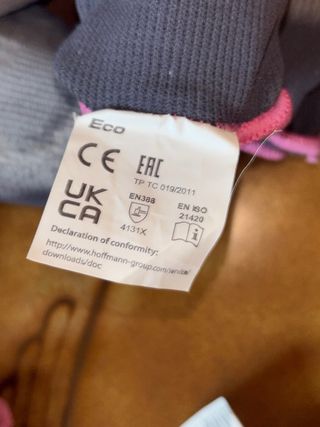 Eco
CE EAC
TP TC 019/2011
UK
CA
EN388
4131X
EN ISO
21420
Declaration of conformity:
http://www.hoffmann-group.com/service/
downloads/doc